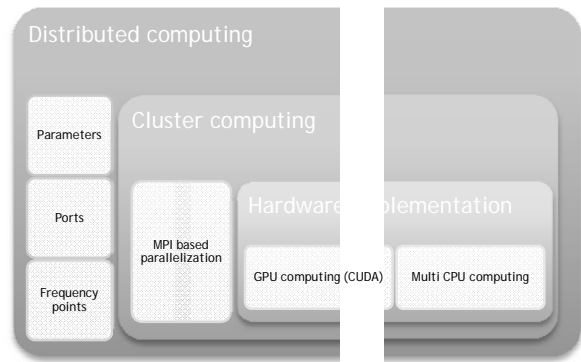 Distributed computing
Parameters
Ports
Frequency
points
Cluster computing
MPI based
parallelization
Hardware
GPU computing (CUDA)
Multi CPU computing